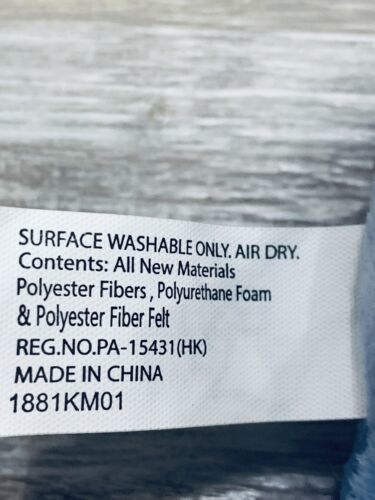 SURFACE WASHABLE ONLY. AIR DRY.
Contents: All New Materials
Polyester Fibers , Polyurethane Foam
& Polyester Fiber Felt
REG.NO.PA-15431(HK)
MADE IN CHINA
1881KM01